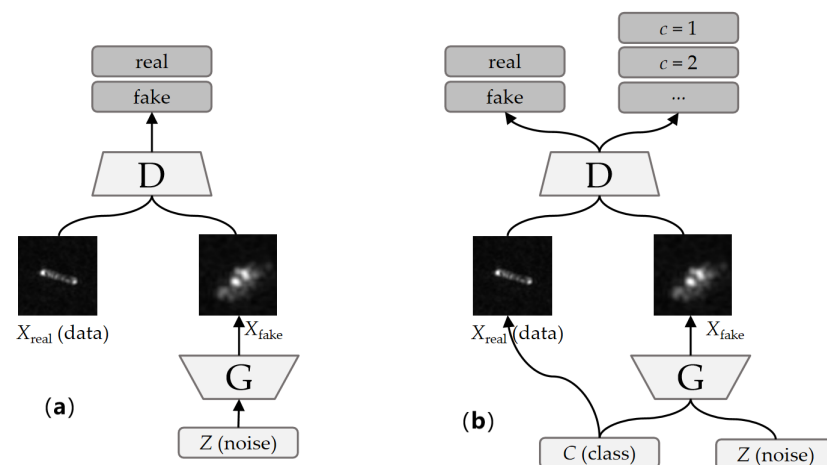 real
fake
D
X_real (data)
X_fake
G
(a)
Z (noise)
c = 1
real
c = 2
fake
...
D
X_real (data)
X_fake
G
(b)
C (class)
Z (noise)